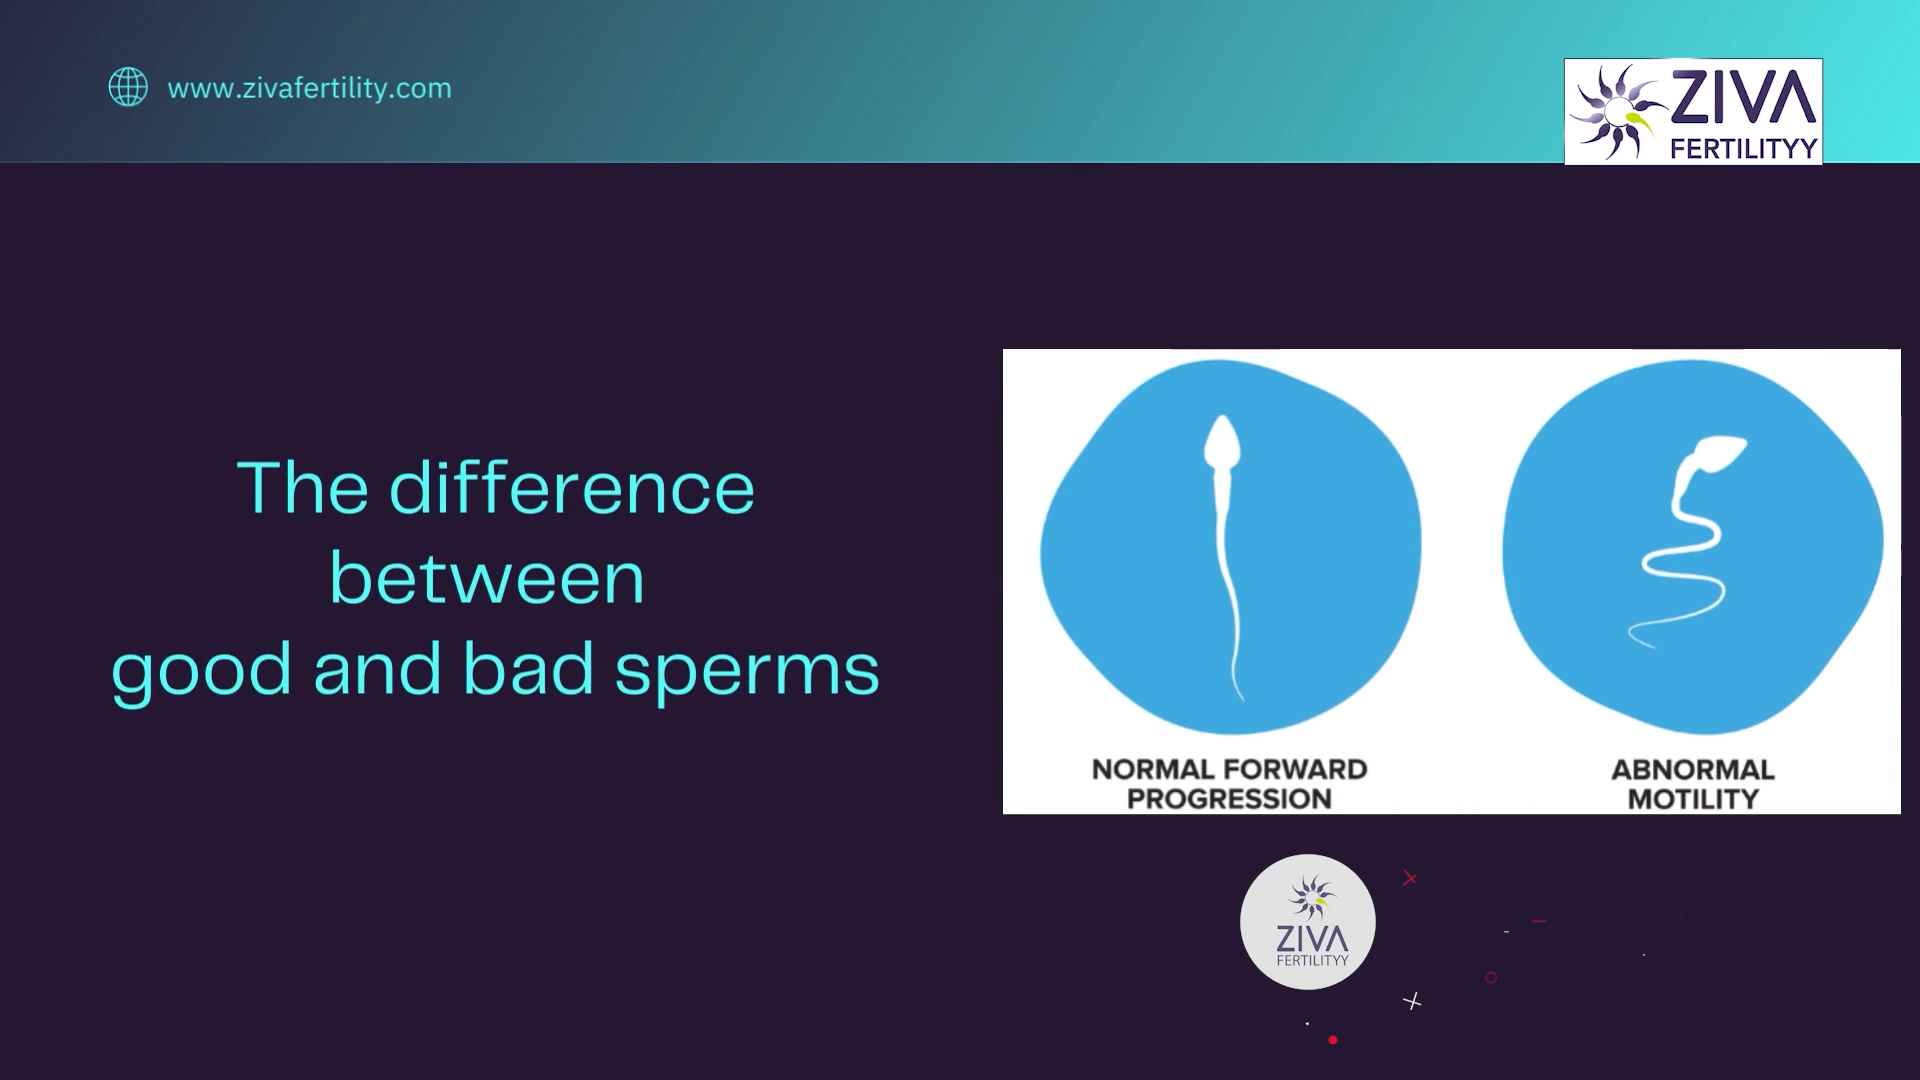 www.zivafertility.com
ZIVA
FERTILITYY
The difference
between
good and bad sperms
NORMAL FORWARD
PROGRESSION
ABNORMAL
MOTILITY
ZIVA
FERTILITYY